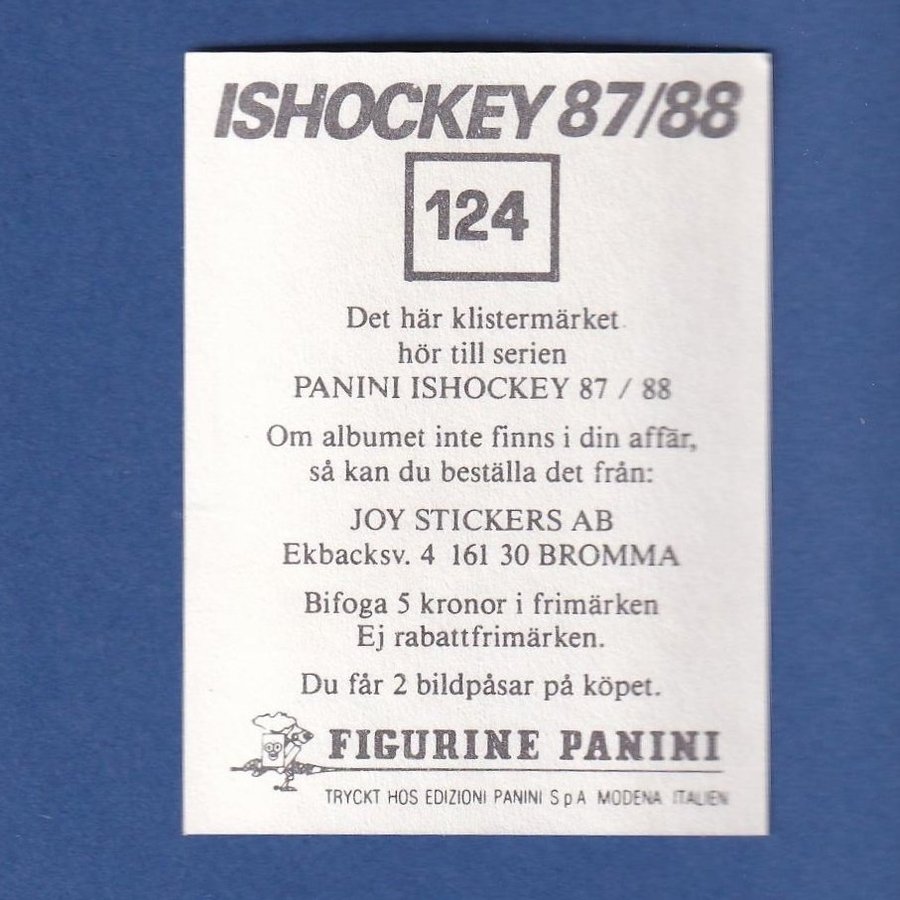 ISHOCKEY 87/88
124
Det här klistermärket
hör till serien
PANINI ISHOCKEY 87 / 88
Om albumet inte finns i din affär,
så kan du beställa det från:
JOY STICKERS AB
Ekbacksv. 4 161 30 BROMMA
Bifoga 5 kronor i frimärken
Ej rabattfrimärken.
Du får 2 bildpåsar på köpet.
FIGURINE PANINI
TRYCKT HOS EDIZIONI PANINI S p A MODENA ITALIEN